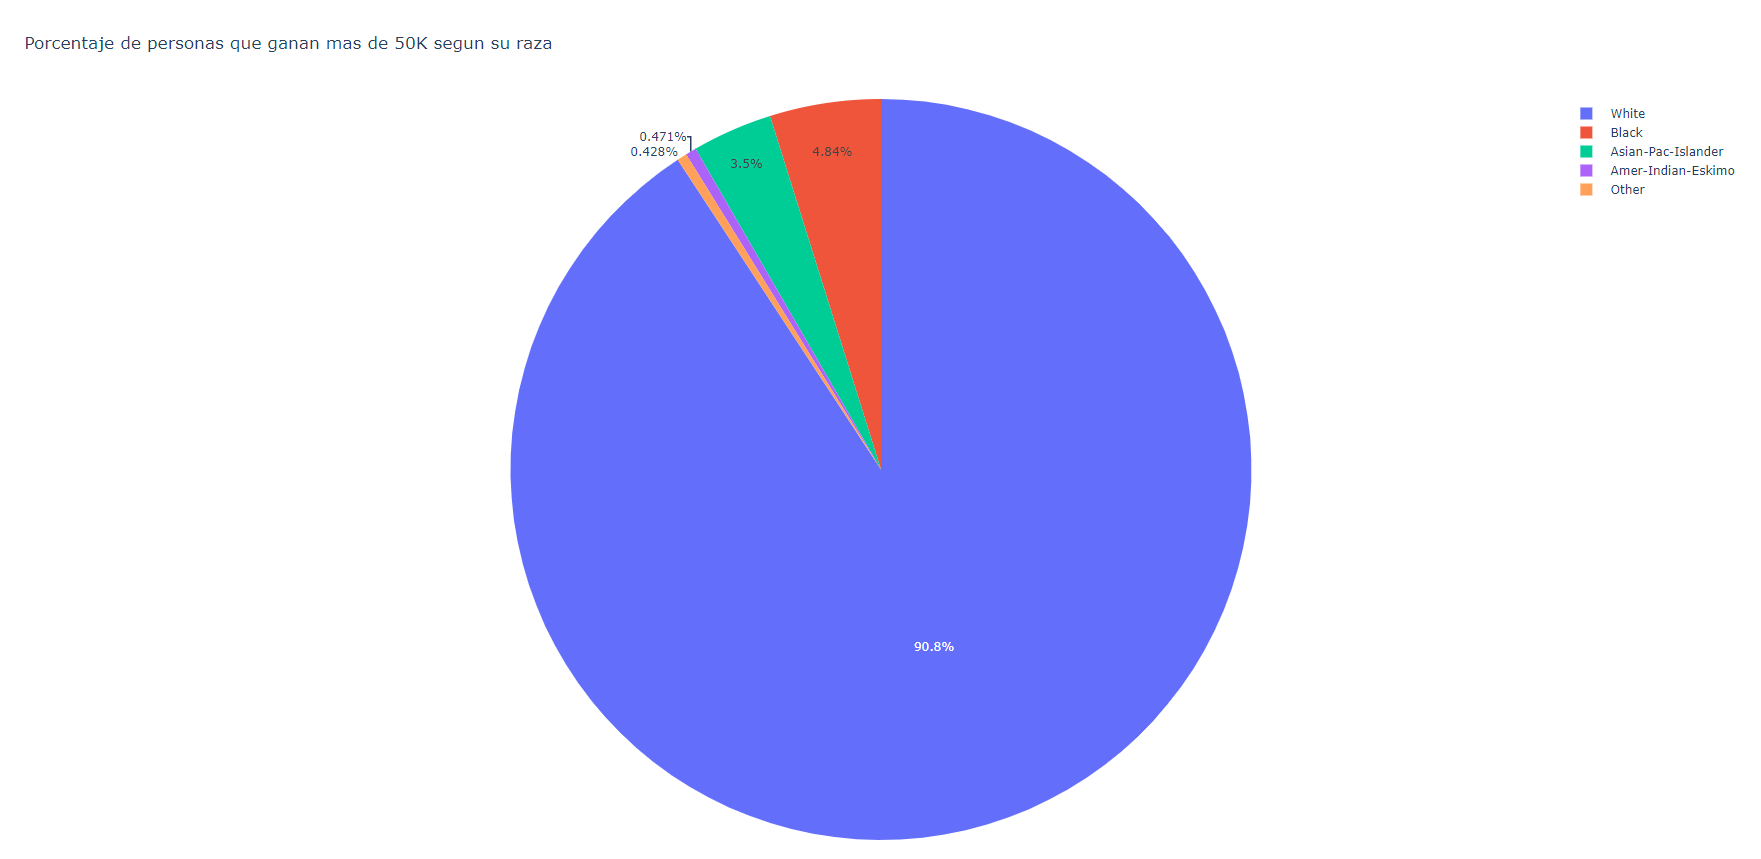 Porcentaje de personas que ganan mas de 50K segun su raza
White
Black
Asian-Pac-Islander
Amer-Indian-Eskimo
Other
0.471%
0.428%
3.5%
4.84%
90.8%